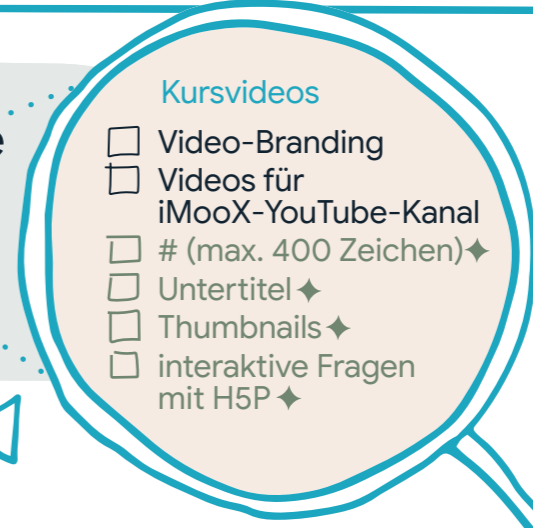 Kursvideos
Video-Branding
Videos für
iMooX-YouTube-Kanal
# (max. 400 Zeichen)✦
Untertitel✦
Thumbnails✦
interaktive Fragen
mit H5P✦